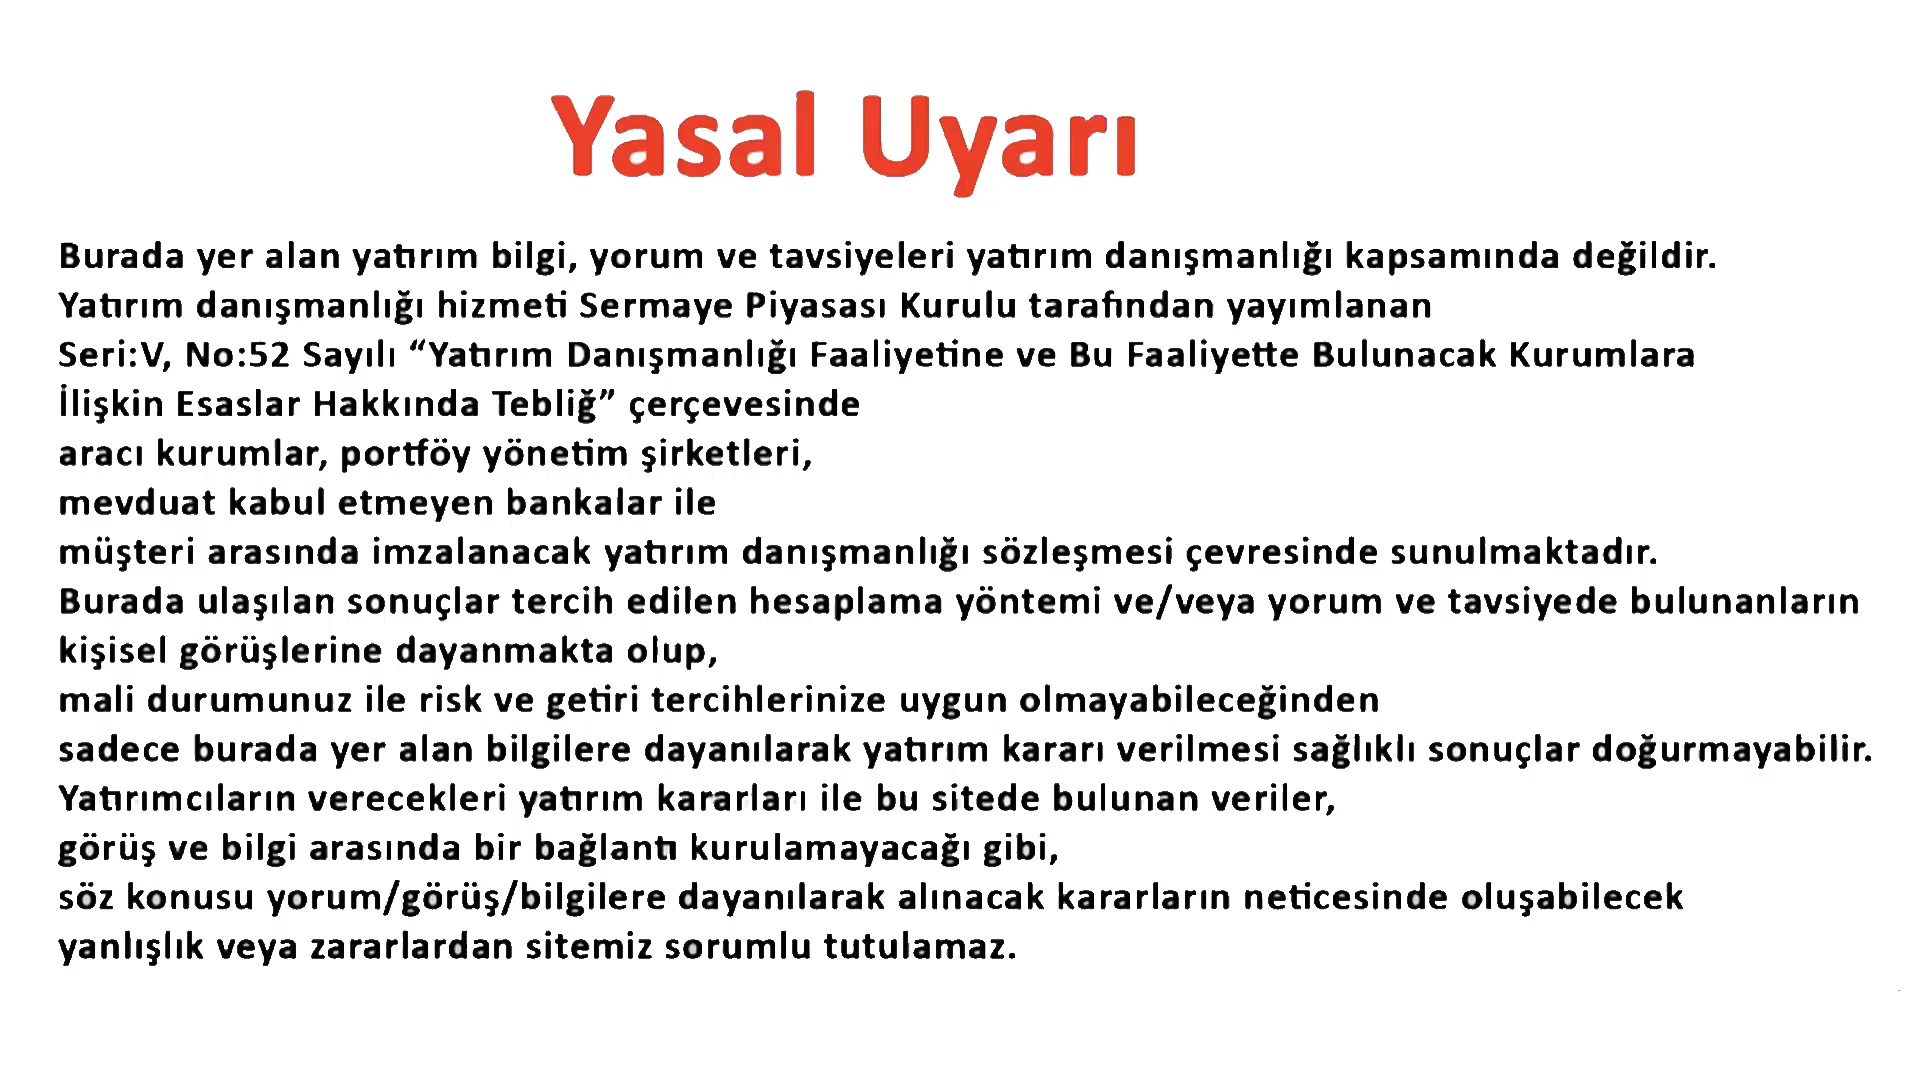 Yasal Uyarı
Burada yer alan yatırım bilgi, yorum ve tavsiyeleri yatırım danışmanlığı kapsamında değildir.
Yatırım danışmanlığı hizmeti Sermaye Piyasası Kurulu tarafından yayımlanan
Seri:V, No:52 Sayılı “Yatırım Danışmanlığı Faaliyetine ve Bu Faaliyette Bulunacak Kurumlara
İlişkin Esaslar Hakkında Tebliğ” çerçevesinde
aracı kurumlar, portföy yönetim şirketleri,
mevduat kabul etmeyen bankalar ile
müşteri arasında imzalanacak yatırım danışmanlığı sözleşmesi çevresinde sunulmaktadır.
Burada ulaşılan sonuçlar tercih edilen hesaplama yöntemi ve/veya yorum ve tavsiyede bulunanların
kişisel görüşlerine dayanmakta olup,
mali durumunuz ile risk ve getiri tercihlerinize uygun olmayabileceğinden
sadece burada yer alan bilgilere dayanılarak yatırım kararı verilmesi sağlıklı sonuçlar doğurmayabilir.
Yatırımcıların verecekleri yatırım kararları ile bu sitede bulunan veriler,
görüş ve bilgi arasında bir bağlantı kurulamayacağı gibi,
söz konusu yorum/görüş/bilgilere dayanılarak alınacak kararların neticesinde oluşabilecek
yanlışlık veya zararlardan sitemiz sorumlu tutulamaz.